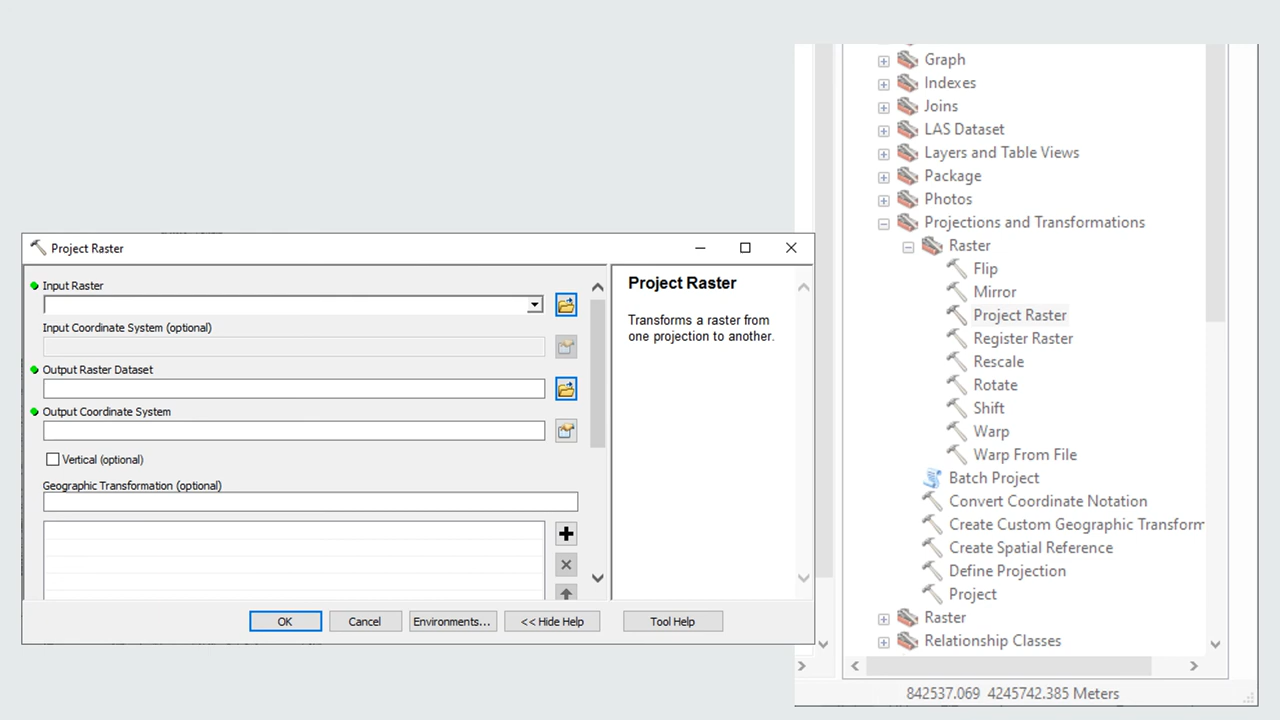 Project Raster
Input Raster
Input Coordinate System (optional)
Output Raster Dataset
Output Coordinate System
Vertical (optional)
Geographic Transformation (optional)
OK
Cancel
Environments...
<< Hide Help
Tool Help
Project Raster
Transforms a raster from
one projection to another.
Graph
Indexes
Joins
LAS Dataset
Layers and Table Views
Package
Photos
Projections and Transformations
Raster
Flip
Mirror
Project Raster
Register Raster
Rescale
Rotate
Shift
Warp
Warp From File
Batch Project
Convert Coordinate Notation
Create Custom Geographic Transform
Create Spatial Reference
Define Projection
Project
Raster
Relationship Classes
842537.069 4245742.385 Meters